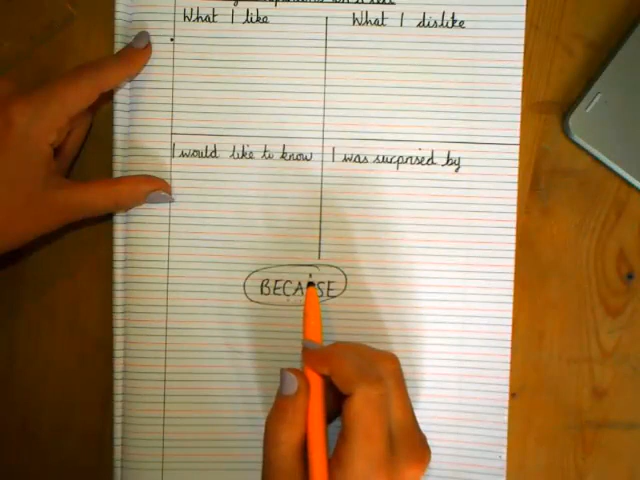 What I like
What I dislike
I would like to know
I was surprised by
BECAUSE